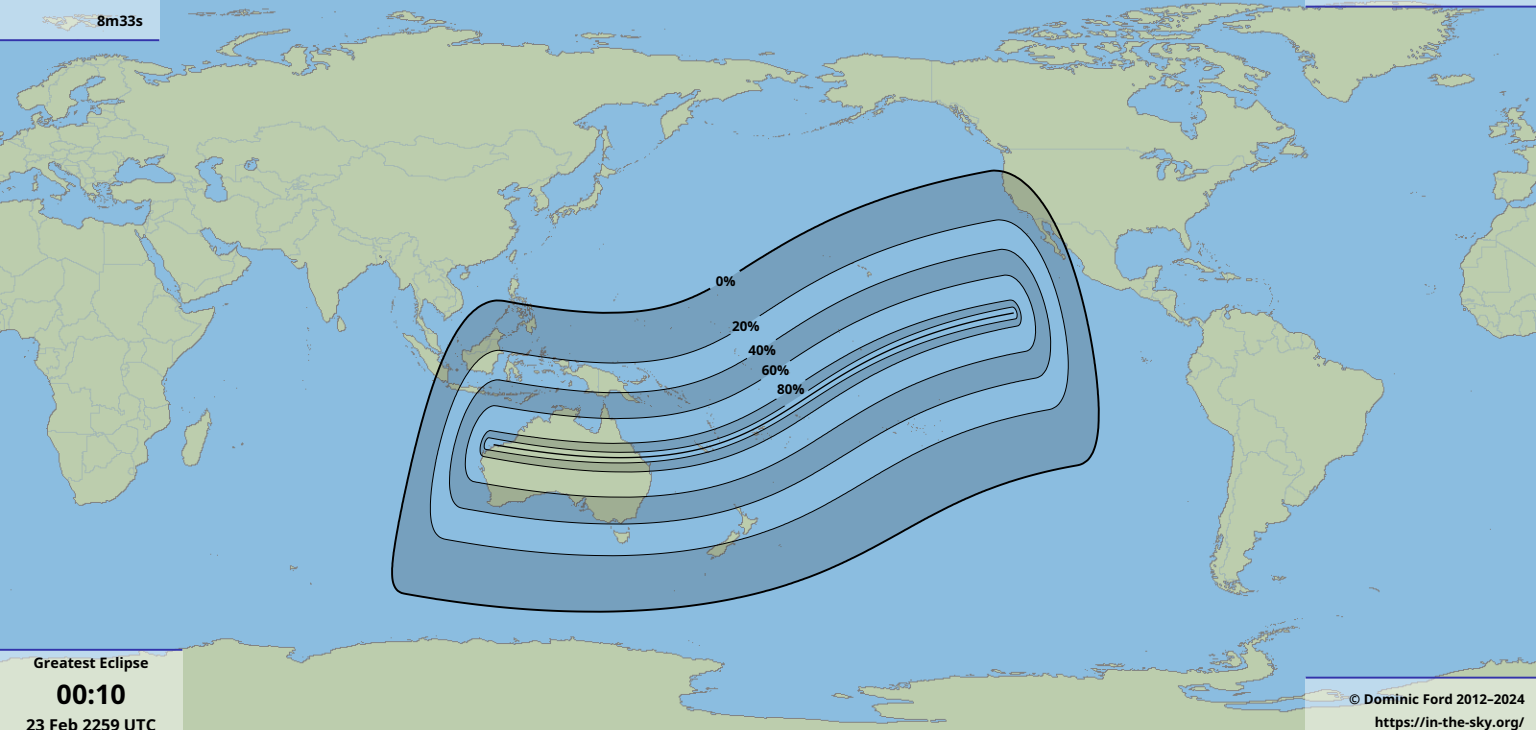 8m33s
0%
20%
40%
60%
80%
Greatest Eclipse
00:10
23 Feb 2259 UTC
© Dominic Ford 2012–2024
https://in-the-sky.org/